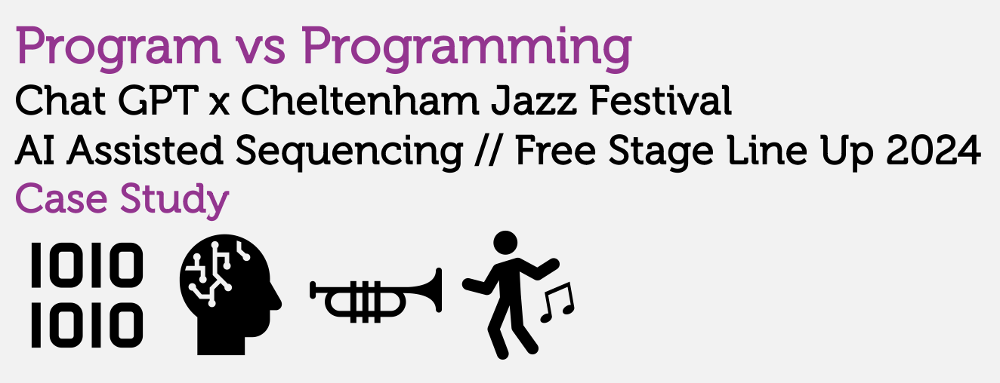 Program vs Programming
Chat GPT x Cheltenham Jazz Festival
AI Assisted Sequencing // Free Stage Line Up 2024
Case Study
1010
1010